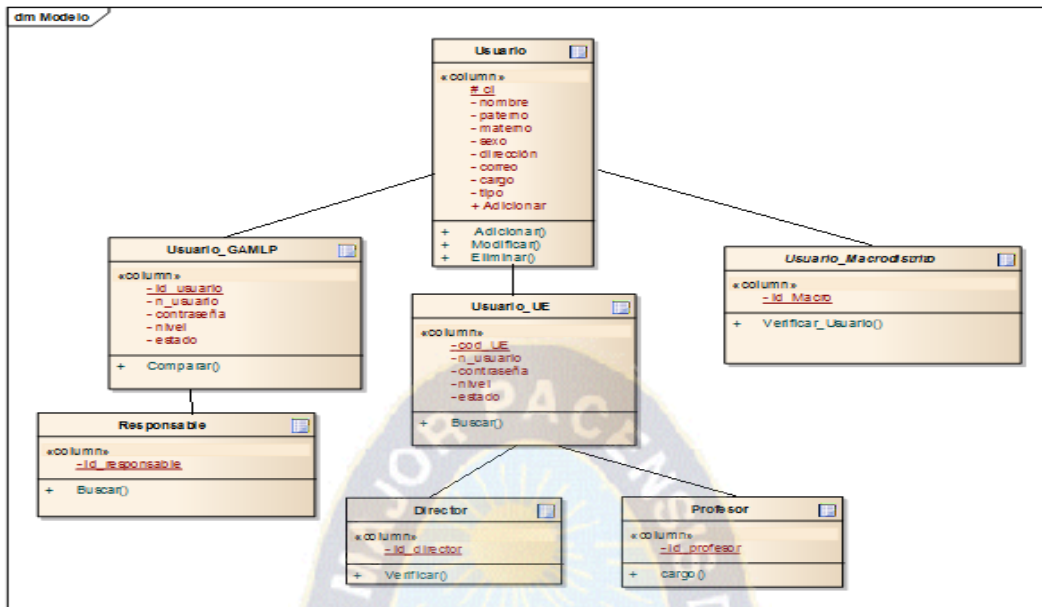 dm Modelo
Usuario
«column»
# ci
- nombre
- paterno
- materno
- sexo
- dirección
- correo
- cargo
- tipo
+ Adicionar
+ Adicionar()
+ Modificar()
+ Eliminar()
Usuario_GAMLP
«column»
- id_usuario
- n_usuario
- contraseña
- nivel
- estado
+ Comparar()
Usuario_UE
«column»
- cod_UE
- n_usuario
- contraseña
- nivel
- estado
+ Buscar()
Usuario_Macrodistrito
«column»
- id_Macro
+ Verificar_Usuario()
Responsable
«column»
- id_responsable
+ Buscar()
Director
«column»
- id_director
+ Verificar()
Profesor
«column»
- id_profesor
+ cargo()
MAJOR PACENSIS D